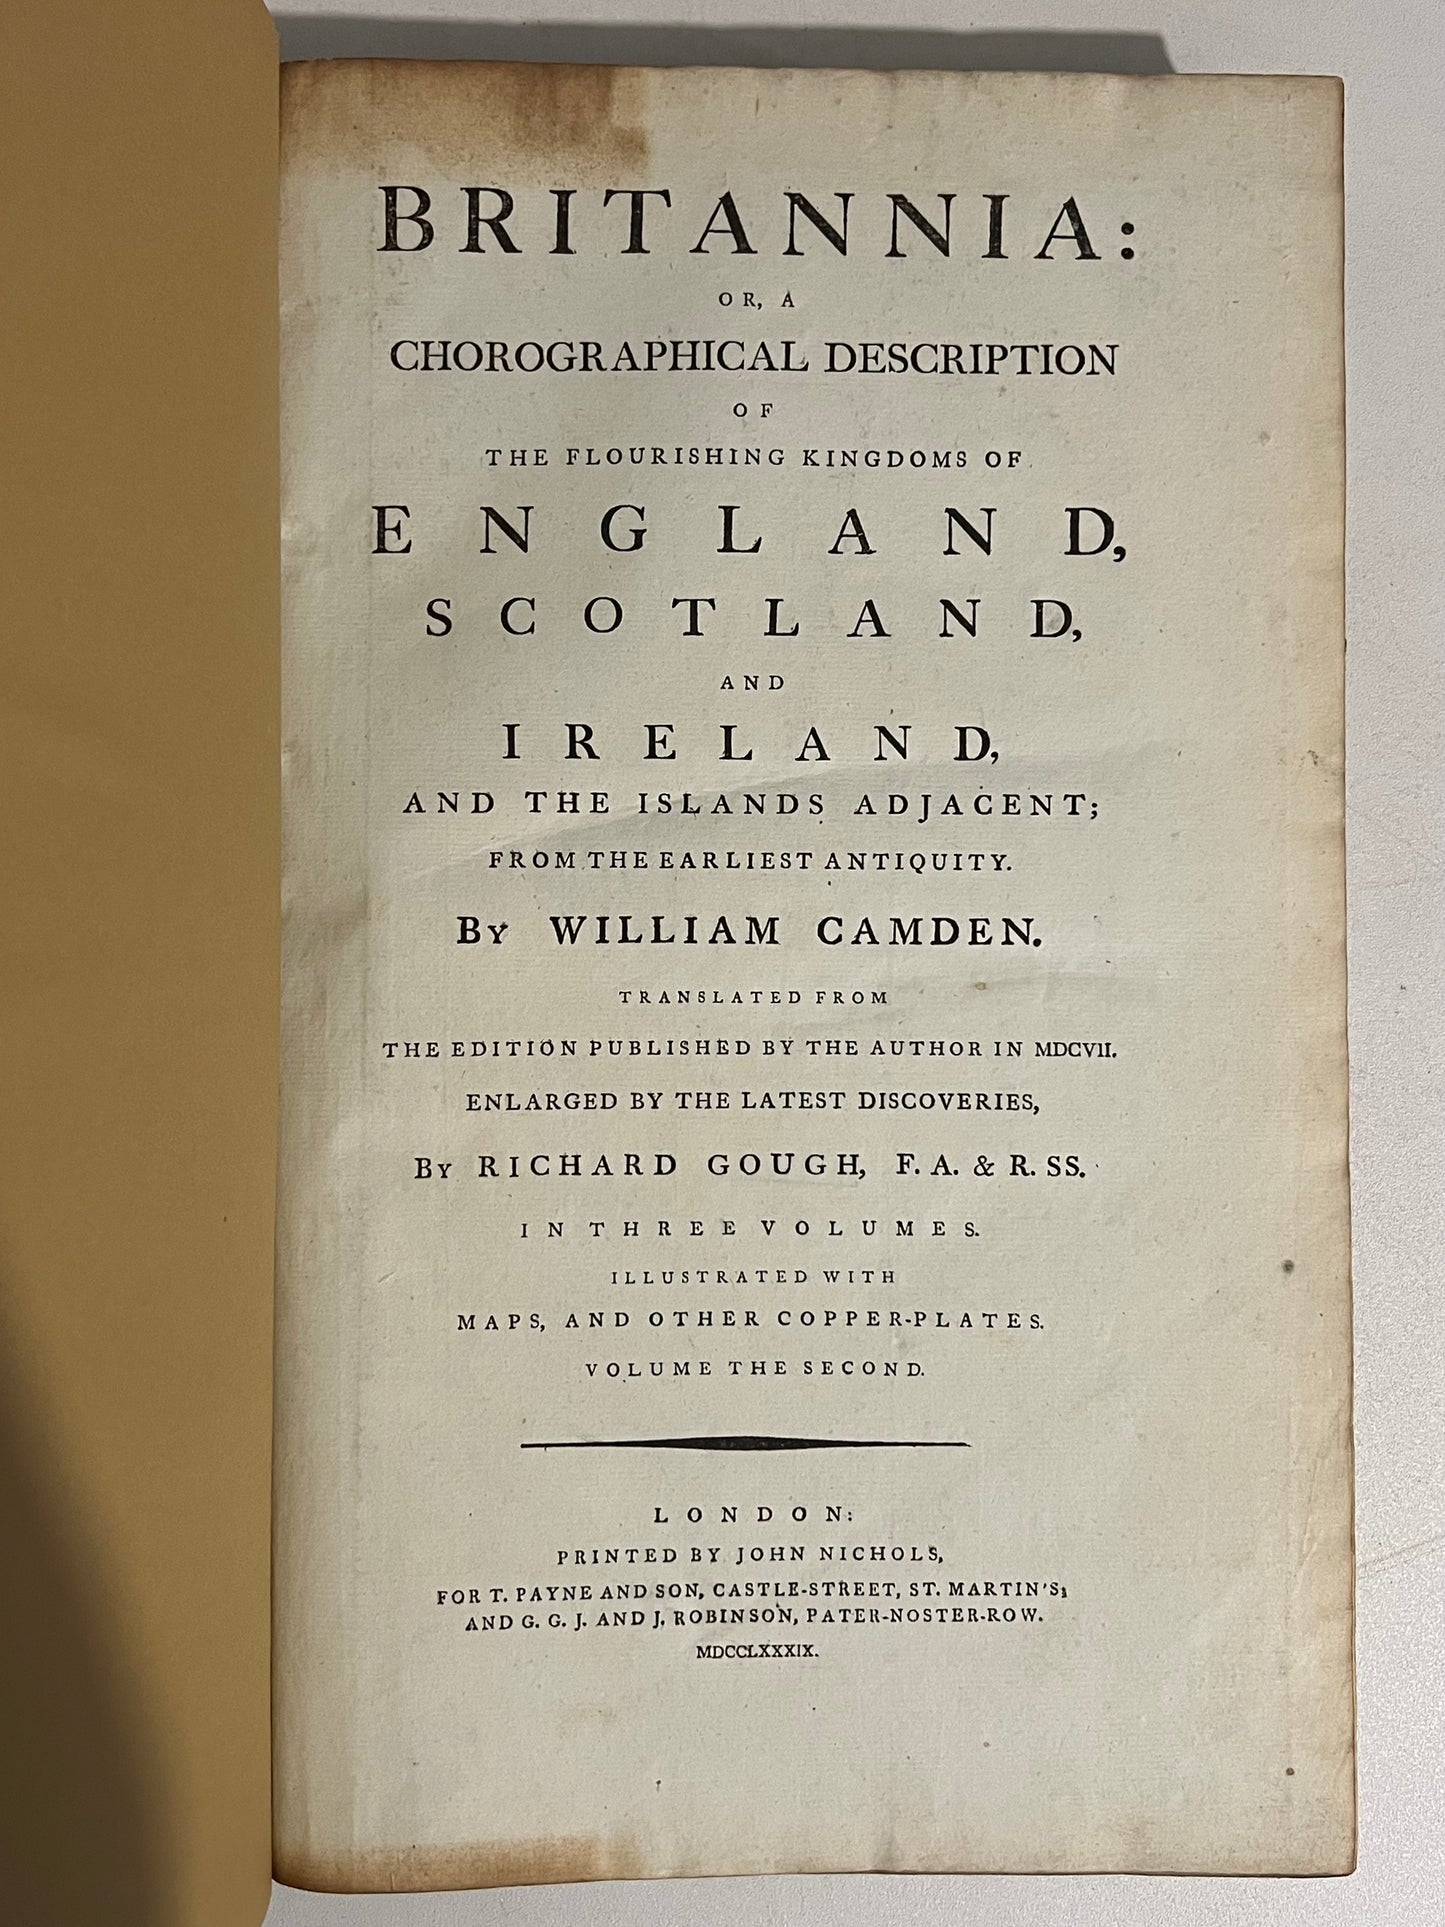 BRITANNIA:
OR, A
CHOROGRAPHICAL DESCRIPTION
OF
THE FLOURISHING KINGDOMS OF
ENGLAND,
SCOTLAND,
AND
IRELAND,
AND THE ISLANDS ADJACENT;
FROM THE EARLIEST ANTIQUITY.
By WILLIAM CAMDEN.
TRANSLATED FROM
THE EDITION PUBLISHED BY THE AUTHOR IN MDCVII.
ENLARGED BY THE LATEST DISCOVERIES,
By RICHARD GOUGH, F. A. & R. SS.
IN THREE VOLUMES.
ILLUSTRATED WITH
MAPS, AND OTHER COPPER-PLATES.
VOLUME THE SECOND.
LONDON:
PRINTED BY JOHN NICHOLS,
FOR T. PAYNE AND SON, CASTLE-STREET, ST. MARTIN'S;
AND G. G. J. AND J. ROBINSON, PATER-NOSTER-ROW.
MDCCLXXXIX.